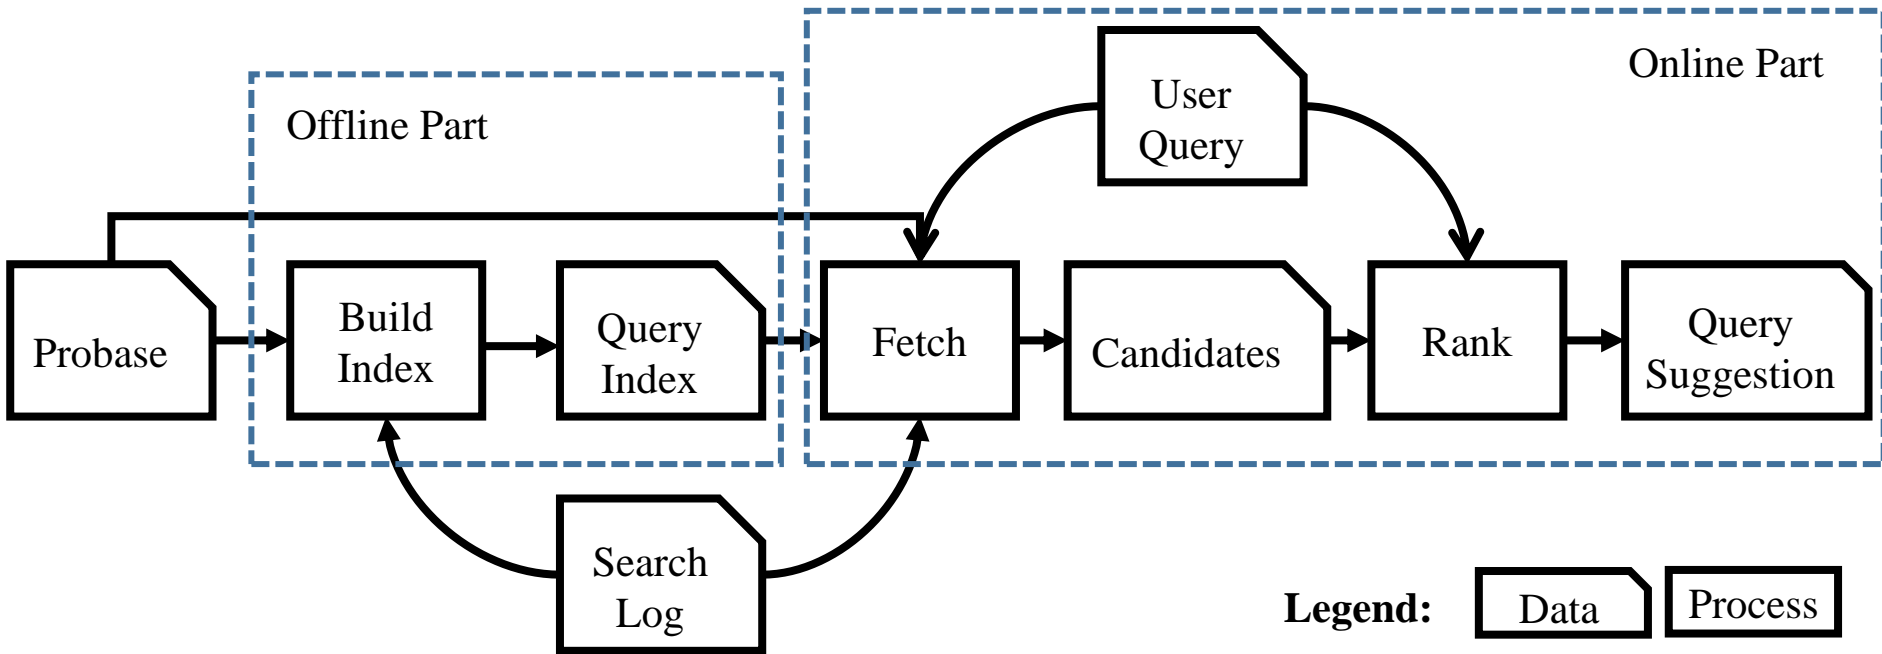 Online Part
User
Query
Offline Part
Probase
Build
Index
Query
Index
Fetch
Candidates
Rank
Query
Suggestion
Search
Log
Legend:
Data
Process